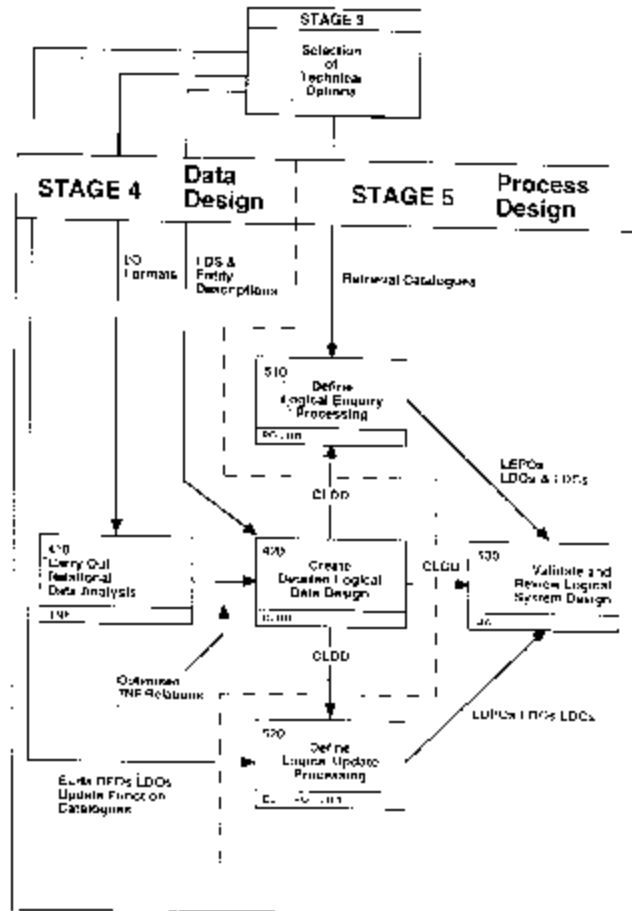 STAGE 3
Selection
of
Technical
Options
STAGE 4
Data
Design
STAGE 5
Process
Design
I/O
Formats
LDS &
Entity
Descriptions
Retrieval Catalogues
510
Define
Logical Enquiry
Processing
CLDD
LEPOs
LDOs &
410
Carry Out
Relational
Data Analysis
TNF
420
Create
Detailed Logical
Data Design
CLDD
530
Validate and
Review Logical
System Design
Optimised
TNF Relations
CLDD
LDCs
520
Define
Logical Update
Processing
Update Function
Catalogues